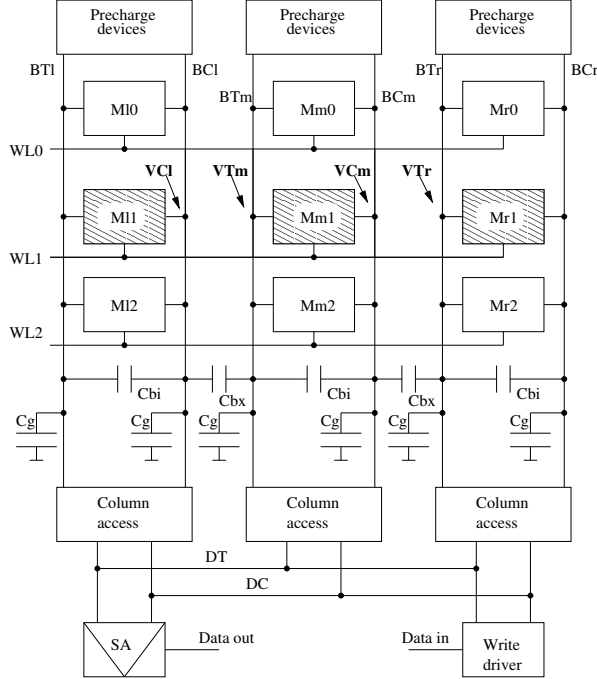 Precharge devices Precharge devices Precharge devices
BTl BCl BTm BCm BTr BCr
Ml0 Mm0 Mr0
WL0
VCl VTm VCm VTr
Ml1 Mm1 Mr1
WL1
Ml2 Mm2 Mr2
WL2
Cbi Cbx Cbi Cbx Cbi
Cg Cg Cg Cg Cg Cg
Column access Column access Column access
DT
DC
SA Data out Data in Write driver